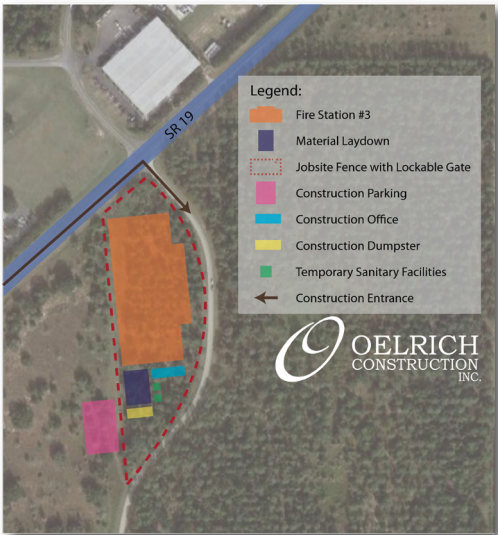 SR 19
Legend:
Fire Station #3
Material Laydown
Jobsite Fence with Lockable Gate
Construction Parking
Construction Office
Construction Dumpster
Temporary Sanitary Facilities
Construction Entrance
OELRICH
CONSTRUCTION
INC.